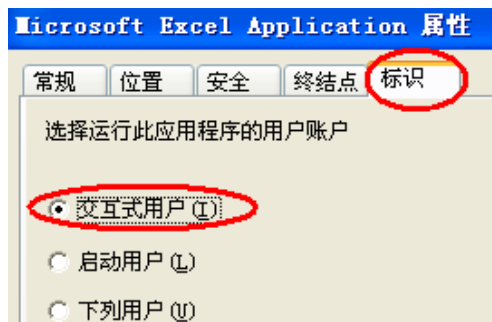 Microsoft Excel Application 属性
常规 位置 安全 终结点 标识
选择运行此应用程序的用户账户
交互式用户(I)
启动用户(L)
下列用户(U)